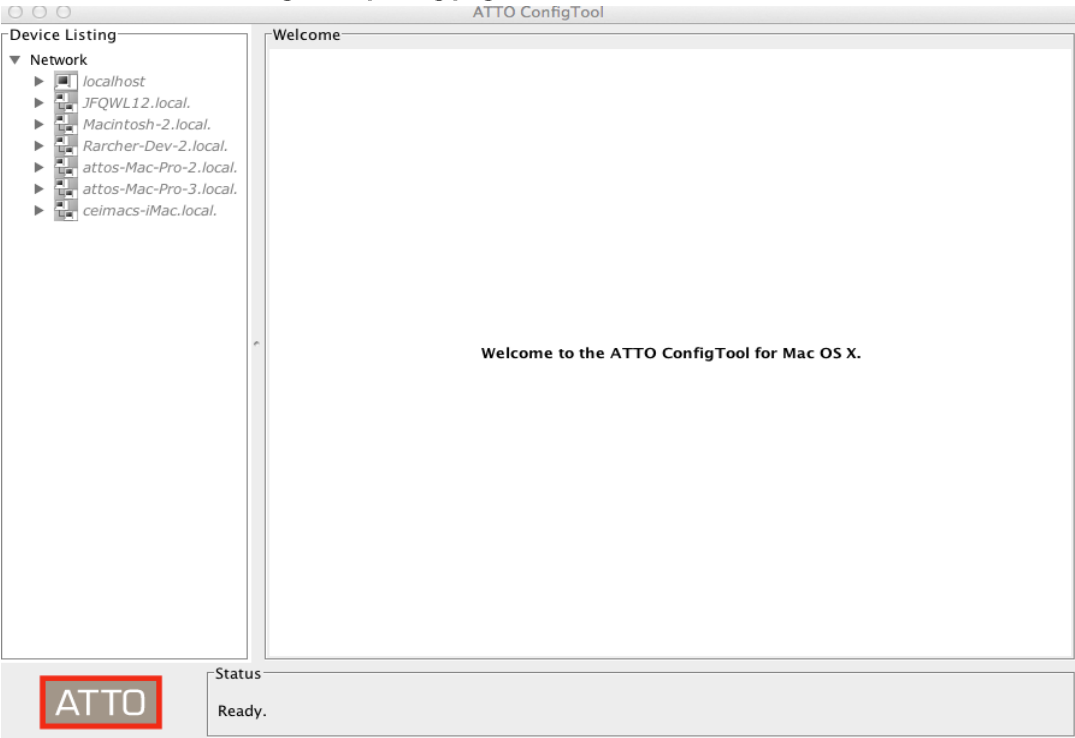 ATTO ConfigTool
Device Listing
Network
localhost
JFQWL12.local.
Macintosh-2.local.
Rarcher-Dev-2.local.
attos-Mac-Pro-2.local.
attos-Mac-Pro-3.local.
ceimacs-iMac.local.
Welcome
Welcome to the ATTO ConfigTool for Mac OS X.
ATTO
Status
Ready.